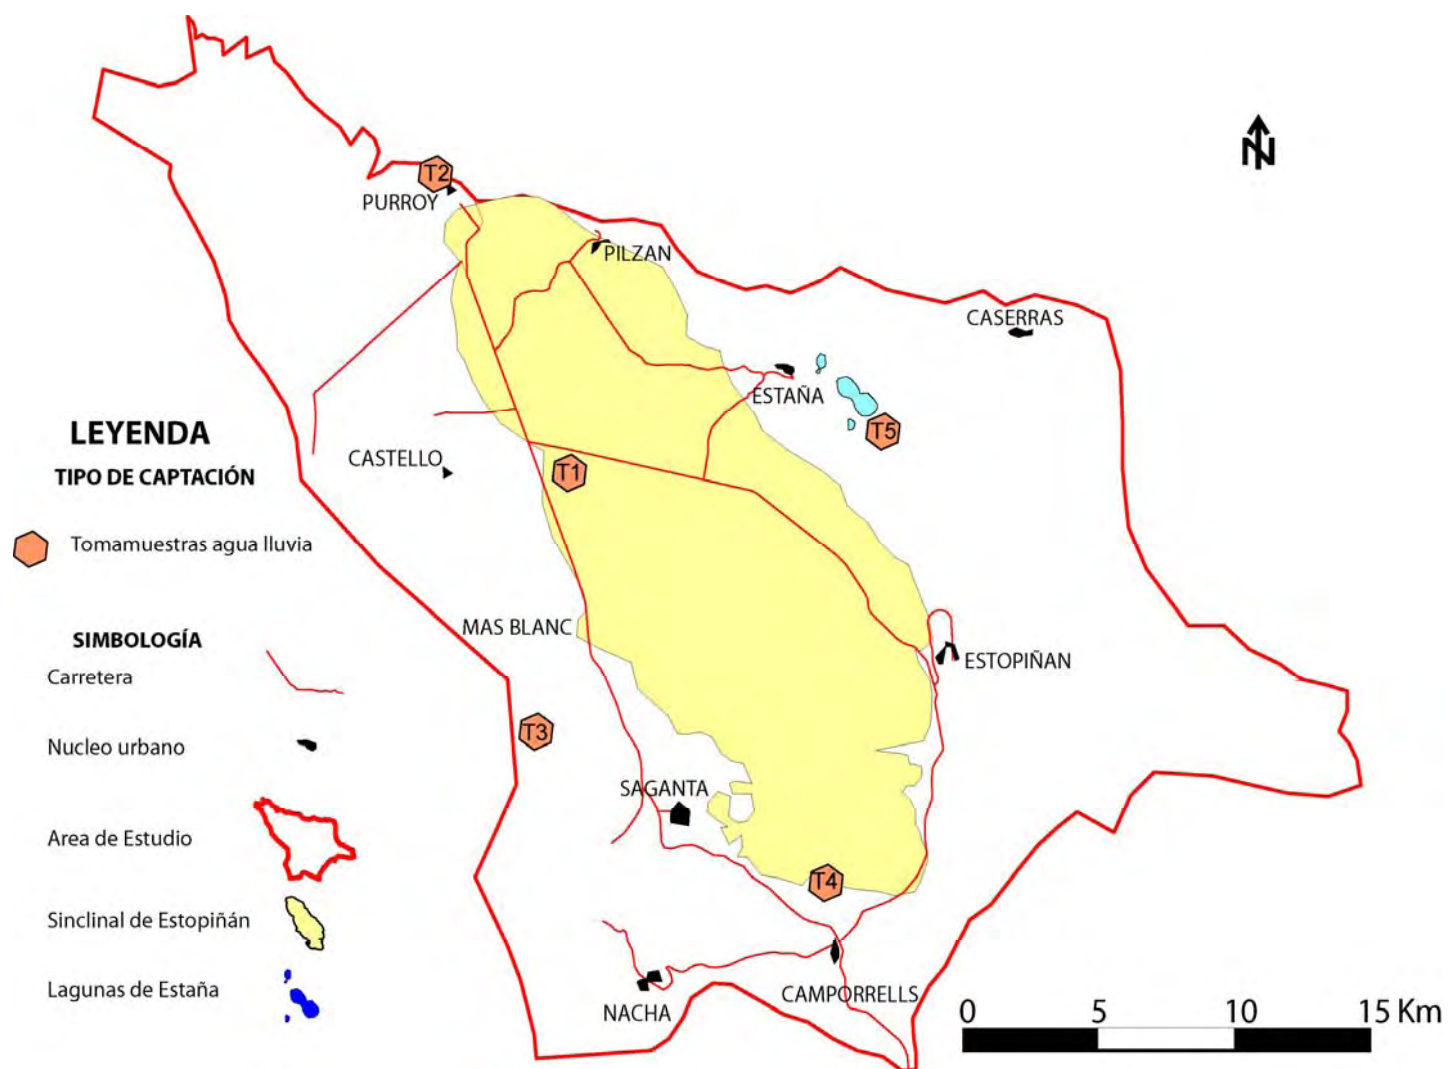 N
T2
PURROY
PILZAN
CASERRAS
ESTAÑA
T5
LEYENDA
TIPO DE CAPTACIÓN
CASTELLO
T1
Tomamuestras agua lluvia
SIMBOLOGÍA
MAS BLANC
Carretera
ESTOPIÑAN
Nucleo urbano
T3
SAGANTA
Area de Estudio
T4
Sinclinal de Estopiñán
Lagunas de Estaña
NACHA
CAMPORRELLS
0 5 10 15 Km